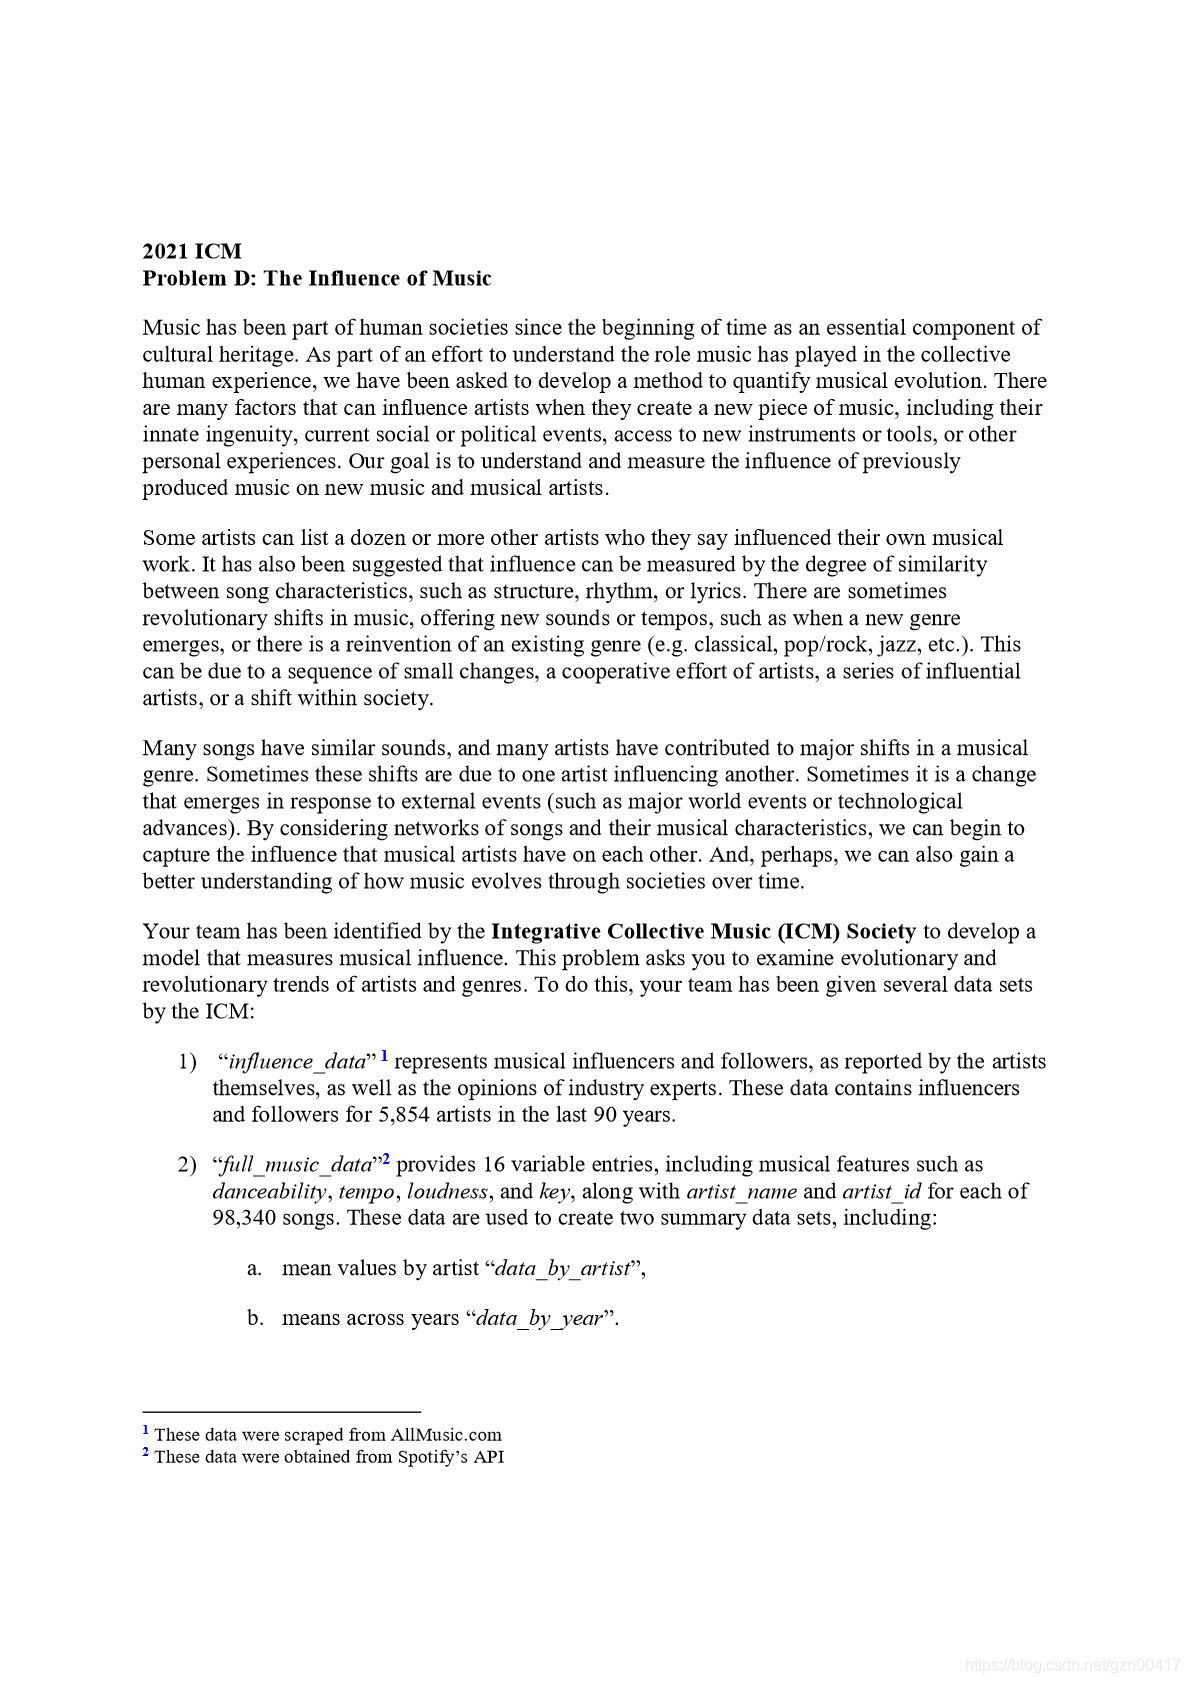 2021 ICM
Problem D: The Influence of Music
Music has been part of human societies since the beginning of time as an essential component of
cultural heritage. As part of an effort to understand the role music has played in the collective
human experience, we have been asked to develop a method to quantify musical evolution. There
are many factors that can influence artists when they create a new piece of music, including their
innate ingenuity, current social or political events, access to new instruments or tools, or other
personal experiences. Our goal is to understand and measure the influence of previously
produced music on new music and musical artists.
Some artists can list a dozen or more other artists who they say influenced their own musical
work. It has also been suggested that influence can be measured by the degree of similarity
between song characteristics, such as structure, rhythm, or lyrics. There are sometimes
revolutionary shifts in music, offering new sounds or tempos, such as when a new genre
emerges, or there is a reinvention of an existing genre (e.g. classical, pop/rock, jazz, etc.). This
can be due to a sequence of small changes, a cooperative effort of artists, a series of influential
artists, or a shift within society.
Many songs have similar sounds, and many artists have contributed to major shifts in a musical
genre. Sometimes these shifts are due to one artist influencing another. Sometimes it is a change
that emerges in response to external events (such as major world events or technological
advances). By considering networks of songs and their musical characteristics, we can begin to
capture the influence that musical artists have on each other. And, perhaps, we can also gain a
better understanding of how music evolves through societies over time.
Your team has been identified by the Integrative Collective Music (ICM) Society to develop a
model that measures musical influence. This problem asks you to examine evolutionary and
revolutionary trends of artists and genres. To do this, your team has been given several data sets
by the ICM:
1) “influence_data” 1 represents musical influencers and followers, as reported by the artists
themselves, as well as the opinions of industry experts. These data contains influencers
and followers for 5,854 artists in the last 90 years.
2) “full_music_data”2 provides 16 variable entries, including musical features such as
danceability, tempo, loudness, and key, along with artist_name and artist_id for each of
98,340 songs. These data are used to create two summary data sets, including:
a. mean values by artist “data_by_artist”,
b. means across years “data_by_year”.
1 These data were scraped from AllMusic.com
2 These data were obtained from Spotify’s API
https://blog.csdn.net/gzn00417